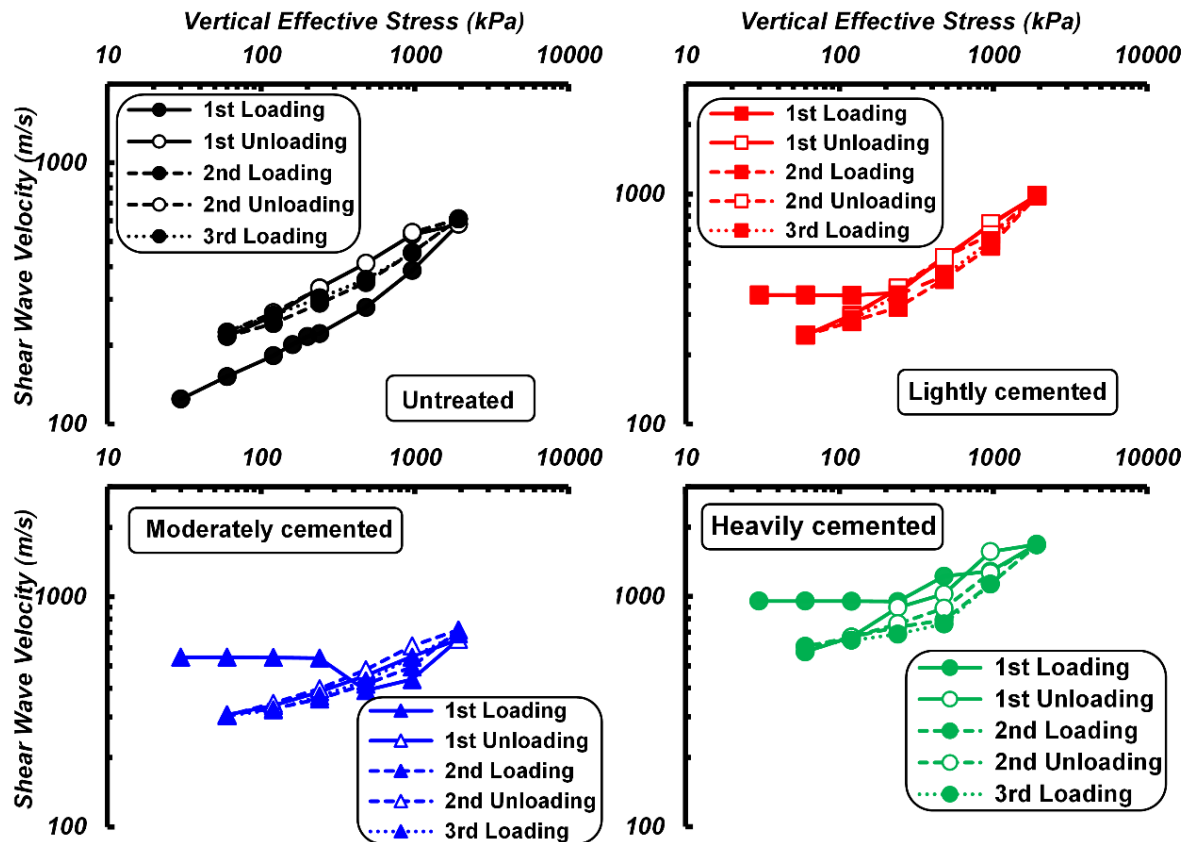 Vertical Effective Stress (kPa)
10 100 1000 10000
Shear Wave Velocity (m/s)
1000
100
1st Loading
1st Unloading
2nd Loading
2nd Unloading
3rd Loading
Untreated
Vertical Effective Stress (kPa)
10 100 1000 10000
1000
100
1st Loading
1st Unloading
2nd Loading
2nd Unloading
3rd Loading
Lightly cemented
10 100 1000 10000
Shear Wave Velocity (m/s)
1000
100
Moderately cemented
1st Loading
1st Unloading
2nd Loading
2nd Unloading
3rd Loading
10 100 1000 10000
1000
100
Heavily cemented
1st Loading
1st Unloading
2nd Loading
2nd Unloading
3rd Loading